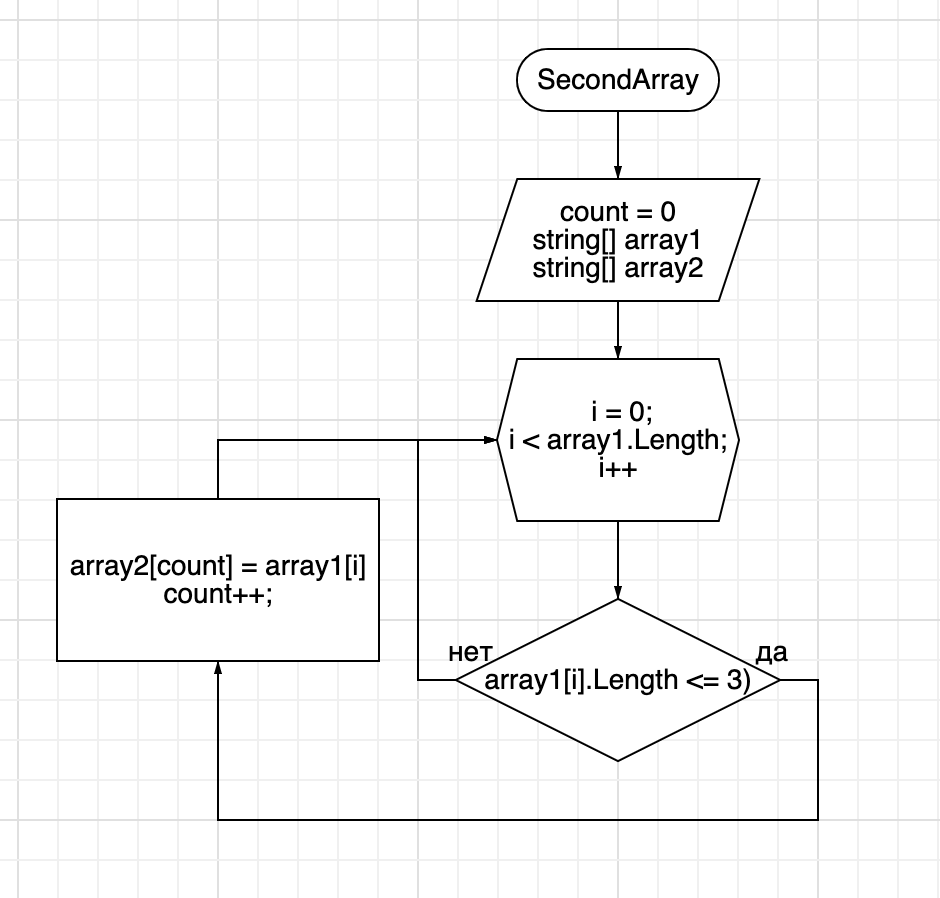 SecondArray
count = 0
string[] array1
string[] array2
i = 0;
i < array1.Length;
i++
array2[count] = array1[i]
count++;
нет
да
array1[i].Length <= 3)